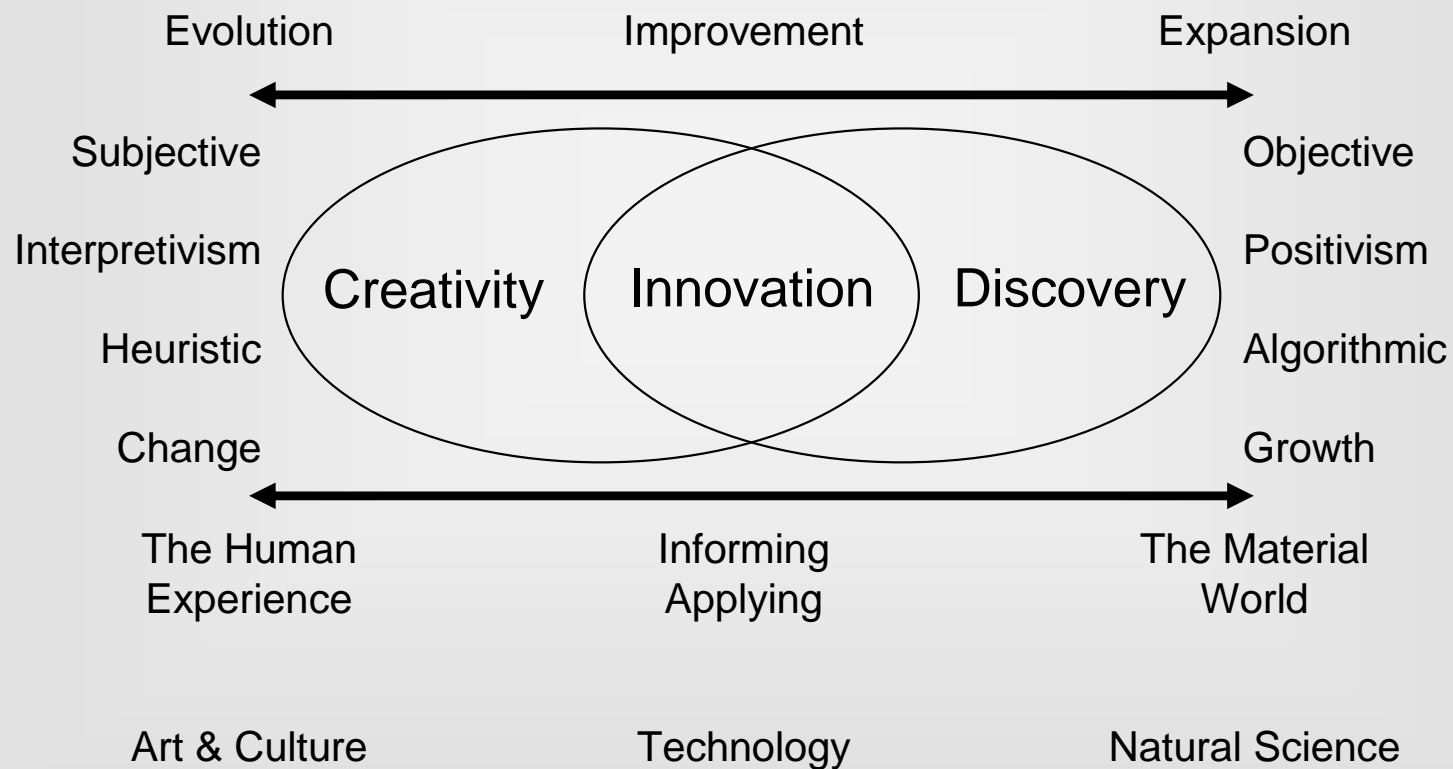 Evolution Improvement Expansion
Subjective Objective
Interpretivism Positivism
Creativity Innovation Discovery
Heuristic Algorithmic
Change Growth
The Human Informing The Material
Experience Applying World
Art & Culture Technology Natural Science